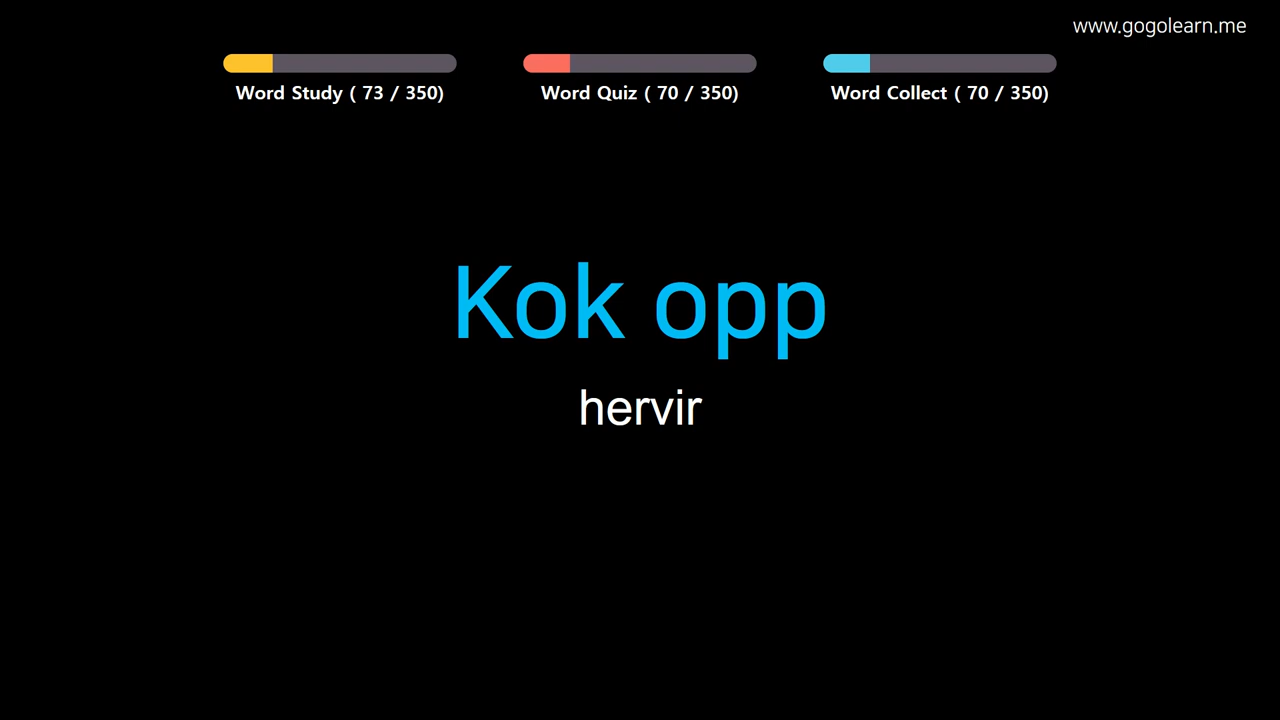 www.gogolearn.me
Word Study ( 73 / 350)
Word Quiz ( 70 / 350)
Word Collect ( 70 / 350)
Kok opp
hervir